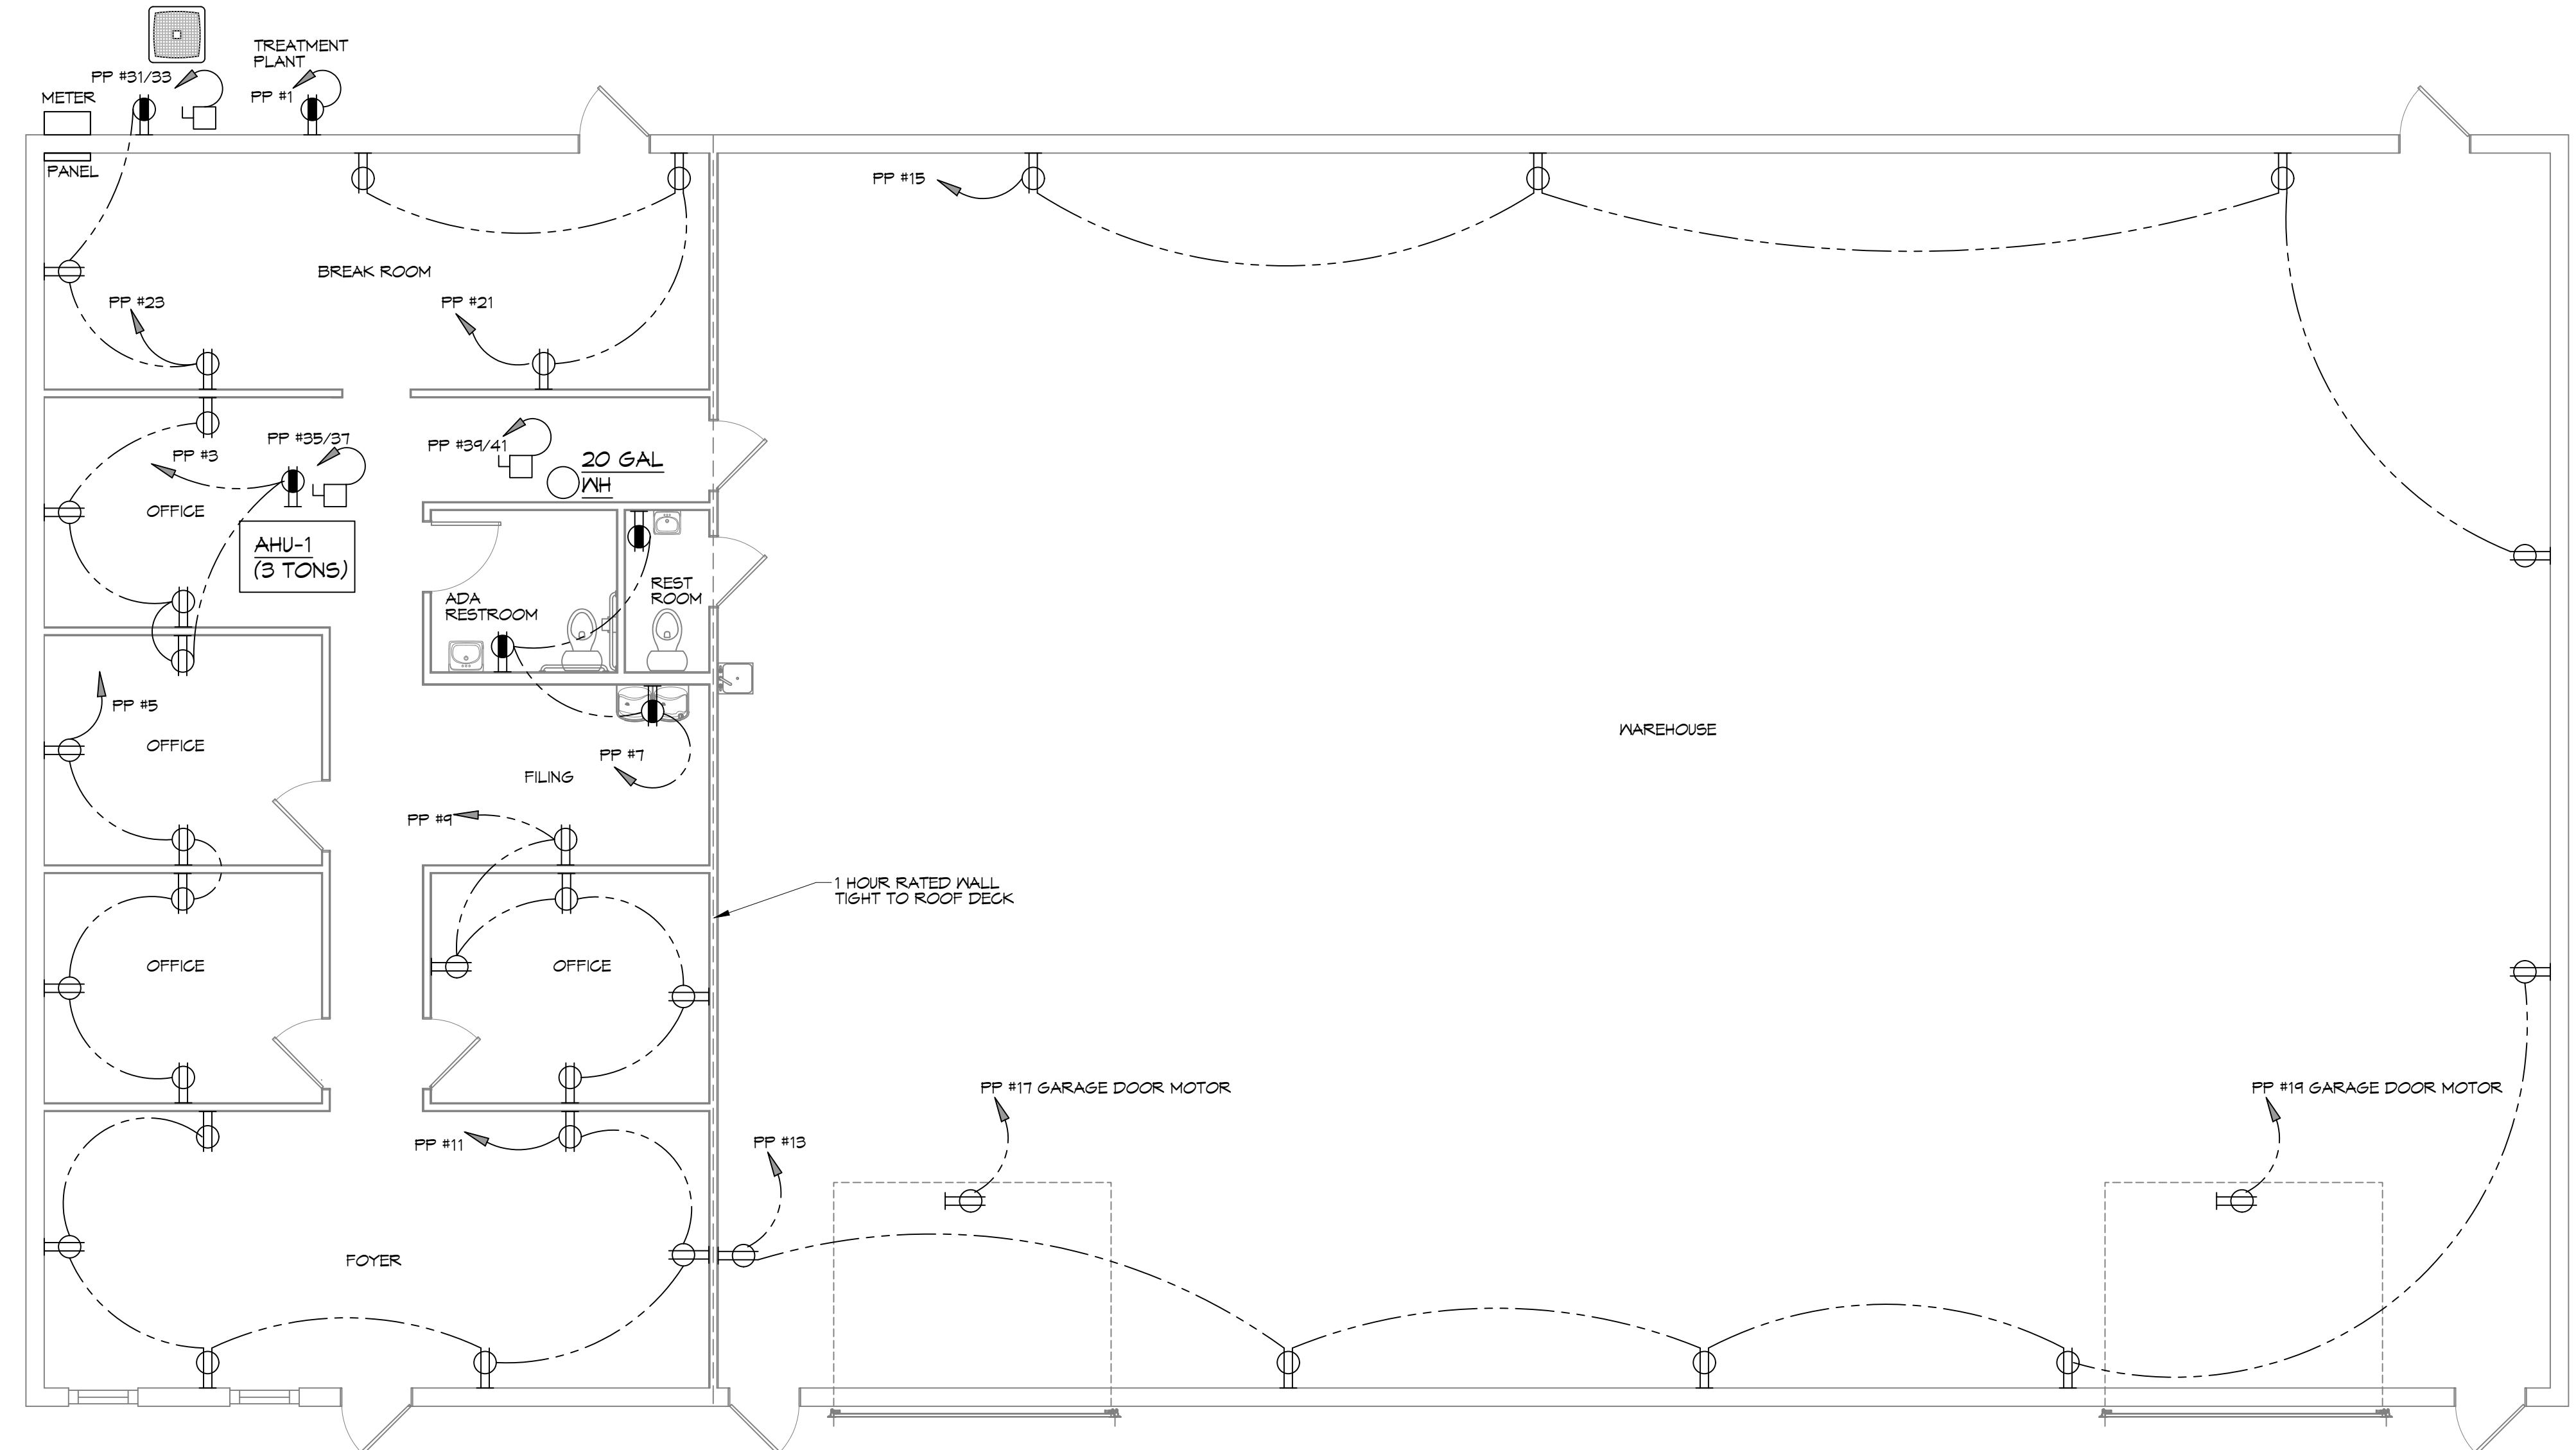 TREATMENT
PLANT
PP #31/33
PP #1
METER
PANEL
PP #15
BREAK ROOM
PP #23
PP #21
PP #35/37
PP #39/41
PP #3
20 GAL
WH
OFFICE
AHU-1
(3 TONS)
REST
ROOM
ADA
RESTROOM
PP #5
WAREHOUSE
OFFICE
PP #7
FILING
PP #9
1 HOUR RATED WALL
TIGHT TO ROOF DECK
OFFICE
OFFICE
PP #17 GARAGE DOOR MOTOR
PP #19 GARAGE DOOR MOTOR
PP #11
PP #13
FOYER